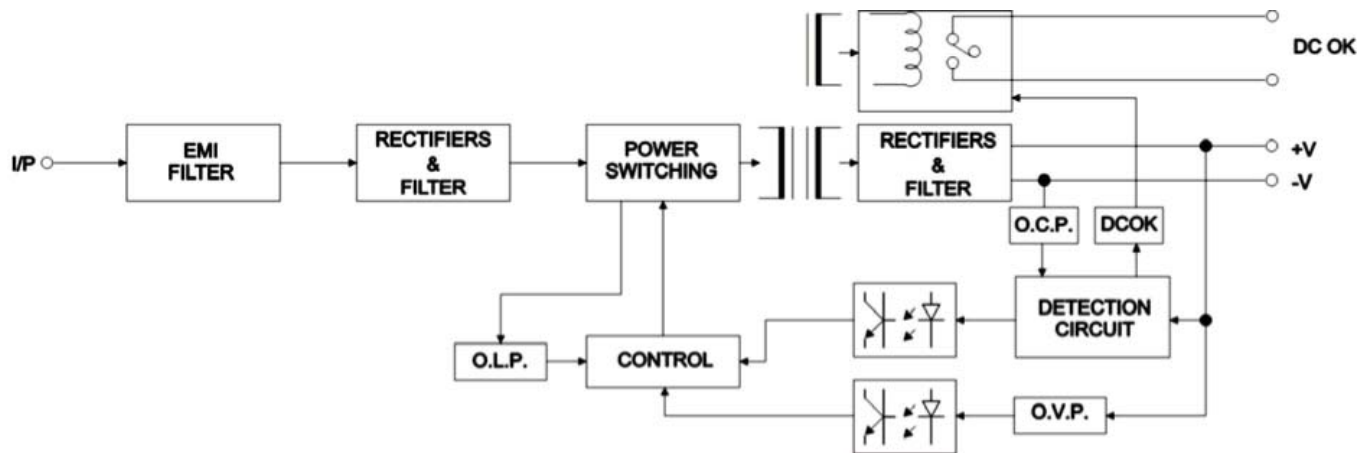 DC OK
I/P
EMI
FILTER
RECTIFIERS
&
FILTER
POWER
SWITCHING
RECTIFIERS
&
FILTER
+V
-V
O.C.P.
DCOK
DETECTION
CIRCUIT
O.L.P.
CONTROL
O.V.P.